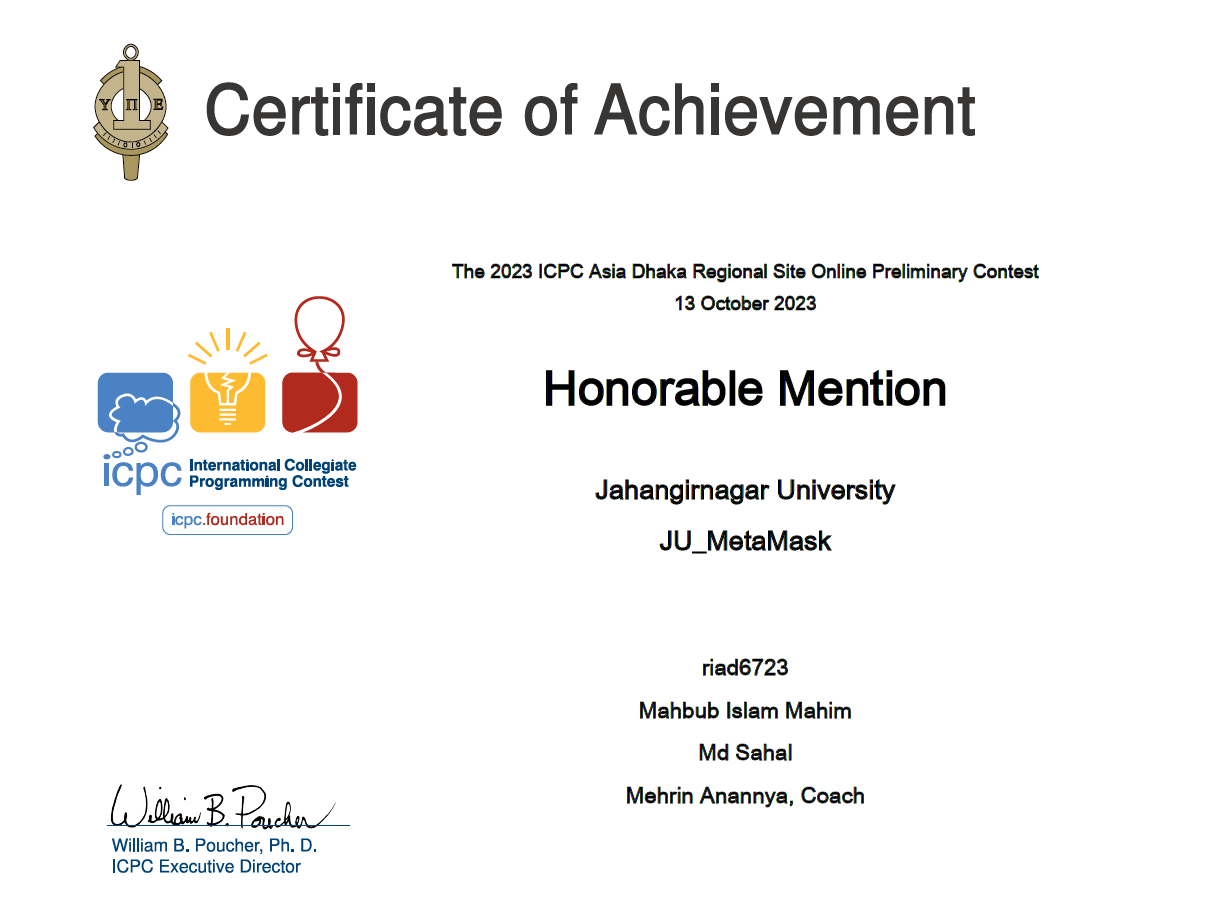 Υ Π Ε
Certificate of Achievement
The 2023 ICPC Asia Dhaka Regional Site Online Preliminary Contest
13 October 2023
Honorable Mention
icpc International Collegiate
Programming Contest
icpc.foundation
Jahangirnagar University
JU_MetaMask
riad6723
Mahbub Islam Mahim
Md Sahal
Mehrin Anannya, Coach
William B. Poucher
William B. Poucher, Ph. D.
ICPC Executive Director